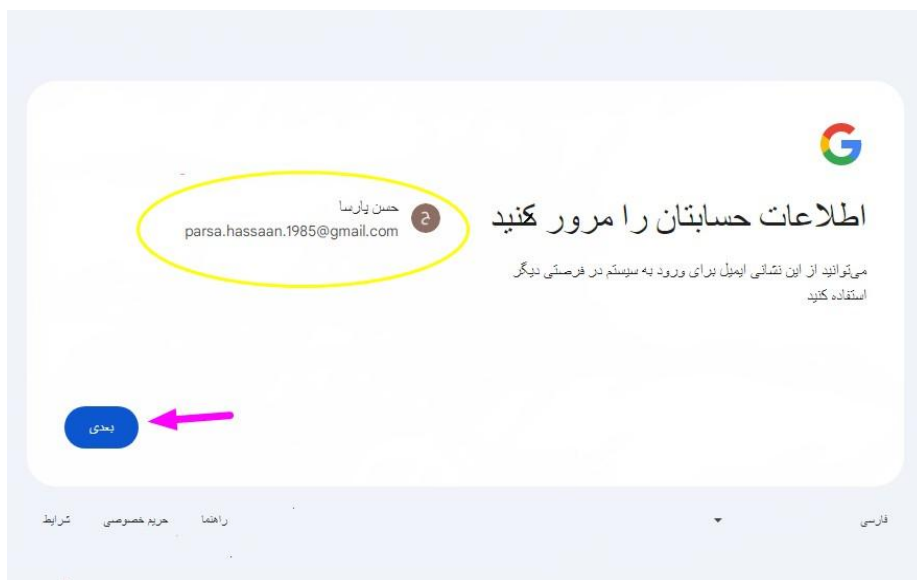 اطلاعات حسابتان را مرور کنید
می‌توانید از این نشانی ایمیل برای ورود به سیستم در فرصتی دیگر
استفاده کنید
ح
حسن پارسا
parsa.hassaan.1985@gmail.com
بعدی
فارسی
راهنما
حریم خصوصی
شرایط